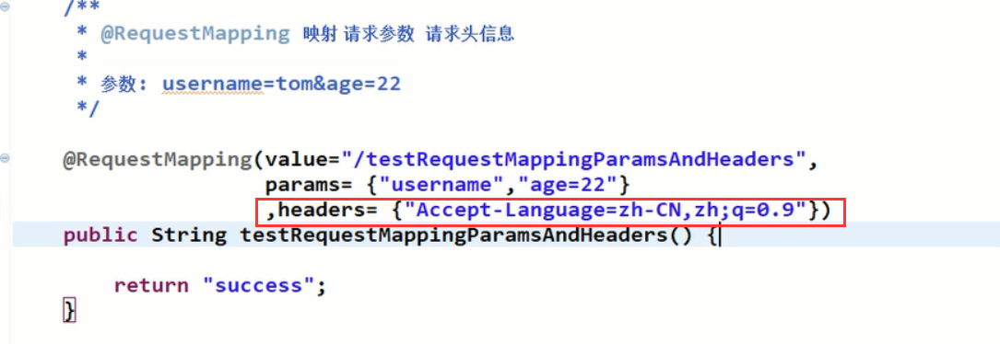 /**
* @RequestMapping 映射 请求参数 请求头信息
*
* 参数: username=tom&age=22
*/
@RequestMapping(value="/testRequestMappingParamsAndHeaders",
params= {"username","age=22"}
,headers= {"Accept-Language=zh-CN,zh;q=0.9"})
public String testRequestMappingParamsAndHeaders() {
return "success";
}